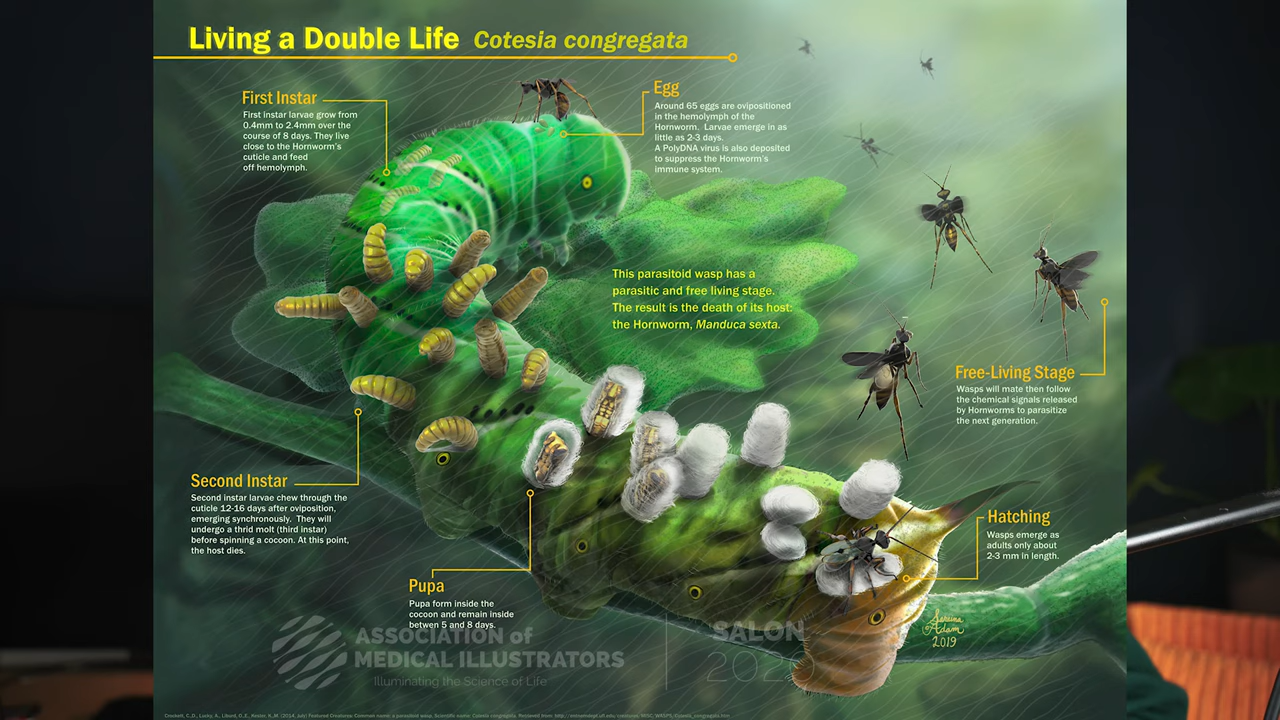 Living a Double Life Cotesia congregata
First Instar
First instar larvae grow from
0.4mm to 2.4mm over the
course of 8 days. They live
close to the Hornworm's
cuticle and feed
off hemolymph.
Egg
Around 65 eggs are ovipositioned
in the hemolymph of the
Hornworm. Larvae emerge in as
little as 2-3 days.
A PolyDNA virus is also deposited
to suppress the Hornworm's
immune system.
This parasitoid wasp has a
parasitic and free living stage.
The result is the death of its host:
the Hornworm, Manduca sexta.
Free-Living Stage
Wasps will mate then follow
the chemical signals released
by Hornworms to parasitize
the next generation.
Second Instar
Second instar larvae chew through the
cuticle 12-16 days after oviposition,
emerging synchronously. They will
undergo a thrid molt (third instar)
before spinning a cocoon. At this point,
the host dies.
Hatching
Wasps emerge as
adults only about
2-3 mm in length.
Pupa
Pupa form inside the
cocoon and remain inside
betwen 5 and 8 days.
Sereina
Adam
2019
ASSOCIATION of
MEDICAL ILLUSTRATORS
Illuminating the Science of Life
SALON
2020